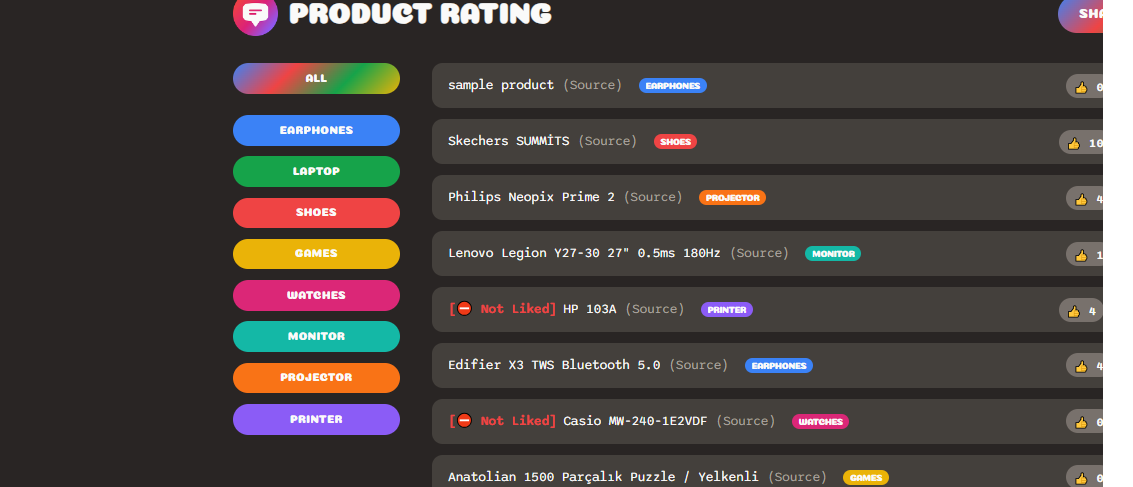 PRODUCT RATING
ALL
EARPHONES
LAPTOP
SHOES
GAMES
WATCHES
MONITOR
PROJECTOR
PRINTER
sample product (Source) EARPHONES 👍 0
Skechers SUMMİTS (Source) SHOES 👍 10
Philips Neopix Prime 2 (Source) PROJECTOR 👍 4
Lenovo Legion Y27-30 27" 0.5ms 180Hz (Source) MONITOR 👍 1
[⛔ Not Liked] HP 103A (Source) PRINTER 👍 4
Edifier X3 TWS Bluetooth 5.0 (Source) EARPHONES 👍 4
[⛔ Not Liked] Casio MW-240-1E2VDF (Source) WATCHES 👍 0
Anatolian 1500 Parçalık Puzzle / Yelkenli (Source) GAMES 👍 0